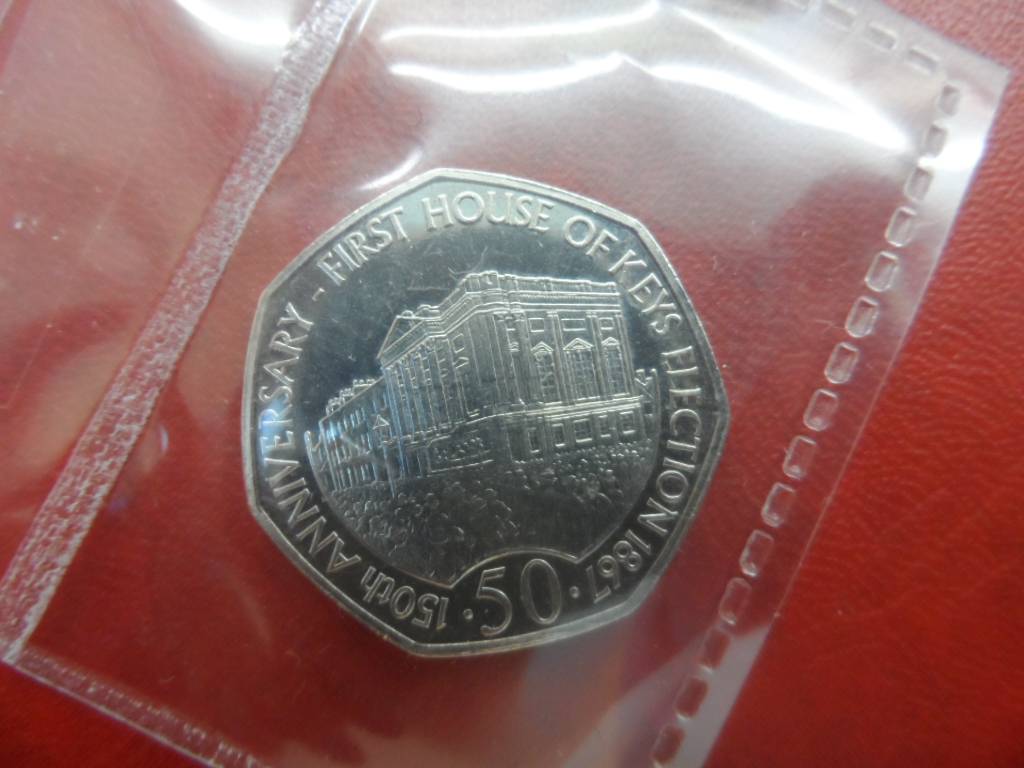 150th ANNIVERSARY - FIRST HOUSE OF KEYS ELECTION 1867
· 50 ·